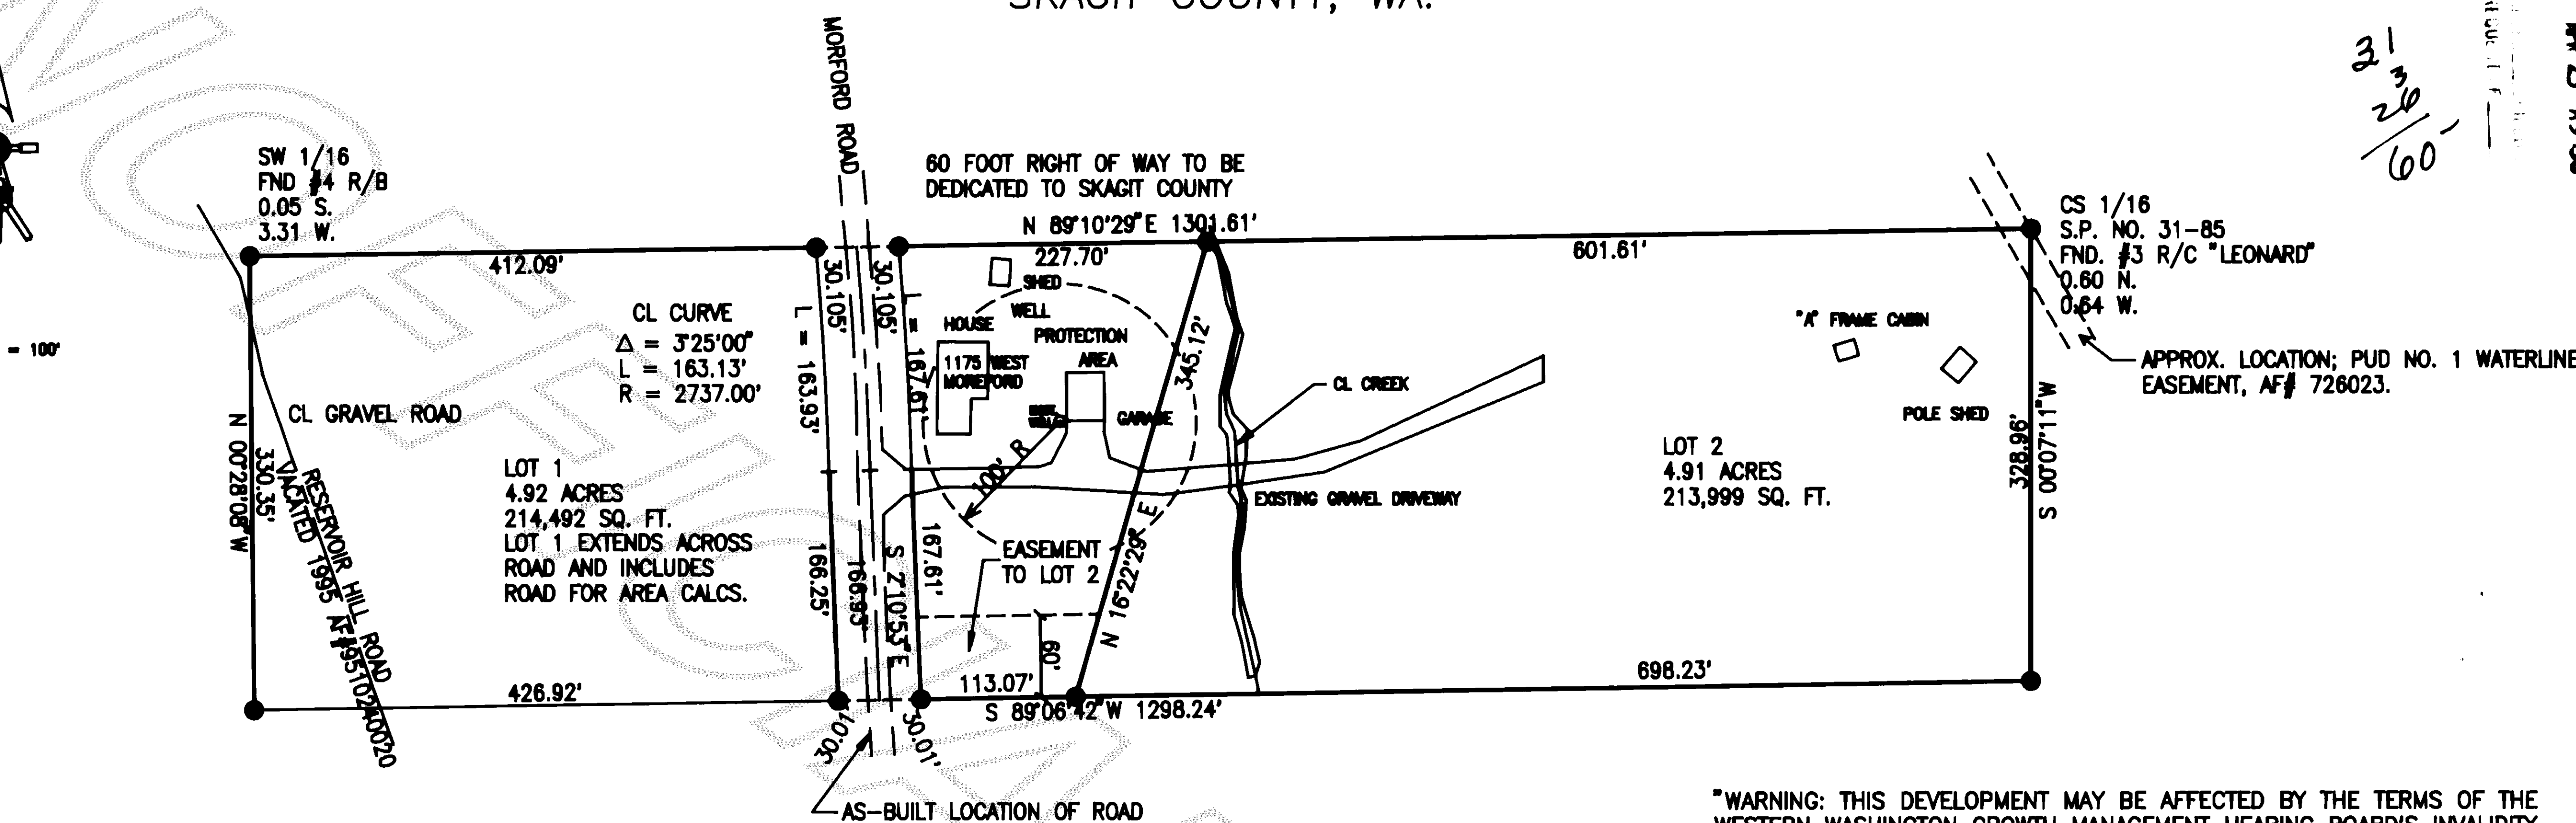 SKAGIT COUNTY, WA.
MORFORD ROAD
31
3
26
60-
SW 1/16
FND #4 R/B
0.05 S.
3.31 W.
60 FOOT RIGHT OF WAY TO BE
DEDICATED TO SKAGIT COUNTY
N 89°10'29"E 1301.61'
CS 1/16
S.P. NO. 31-85
FND. #3 R/C "LEONARD"
0.60 N.
0.64 W.
412.09'
30.105'
30.105'
227.70'
601.61'
= 100'
CL CURVE
Δ = 3°25'00"
L = 163.13'
R = 2737.00'
L = 163.93'
L = 167.61'
SHED
WELL
PROTECTION
AREA
HOUSE
1175 WEST
MOREFORD
GARAGE
345.12'
CL CREEK
"A" FRAME CABIN
POLE SHED
APPROX. LOCATION; PUD NO. 1 WATERLINE
EASEMENT, AF# 726023.
CL GRAVEL ROAD
N 00°28'08"W
330.35'
RESERVOIR HILL ROAD
VACATED 1995 AF#9510240020
LOT 1
4.92 ACRES
214,492 SQ. FT.
LOT 1 EXTENDS ACROSS
ROAD AND INCLUDES
ROAD FOR AREA CALCS.
100' R
EXISTING GRAVEL DRIVEWAY
LOT 2
4.91 ACRES
213,999 SQ. FT.
328.96'
S 00°07'11"W
166.25'
166.93'
S 2°10'53"E
167.61'
EASEMENT
TO LOT 2
N 16°22'29" E
60'
426.92'
30.01'
30.01'
113.07'
S 89°06'42"W 1298.24'
698.23'
AS-BUILT LOCATION OF ROAD
"WARNING: THIS DEVELOPMENT MAY BE AFFECTED BY THE TERMS OF THE
WESTERN WASHINGTON GROWTH MANAGEMENT HEARING BOARD'S INVALIDITY